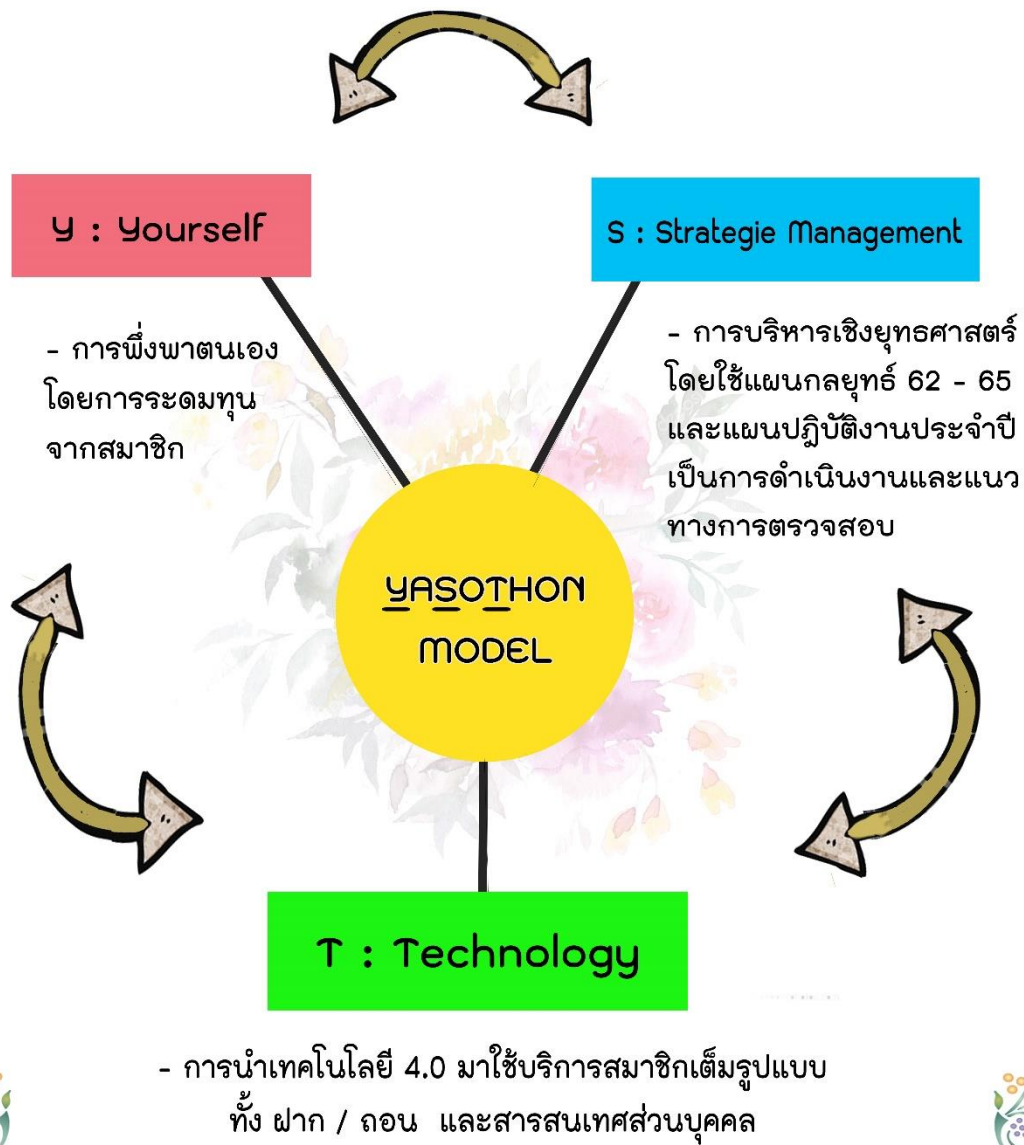 Y : Yourself
- การพึ่งพาตนเอง
โดยการระดมทุน
จากสมาชิก
S : Strategie Management
- การบริหารเชิงยุทธศาสตร์
โดยใช้แผนกลยุทธ์ 62 - 65
และแผนปฎิบัติงานประจำปี
เป็นการดำเนินงานและแนว
ทางการตรวจสอบ
YASOTHON
MODEL
T : Technology
- การนำเทคโนโลยี 4.0 มาใช้บริการสมาชิกเต็มรูปแบบ
ทั้ง ฝาก / ถอน และสารสนเทศส่วนบุคคล